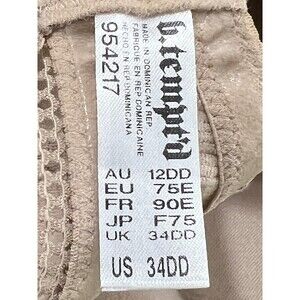 b.tempt'd
MADE IN DOMINICAN REP
FABRIQUE EN REP DOMINICAINE
HECHO EN REP DOMINICANA
954217
AU 12DD
EU 75E
FR 90E
JP F75
UK 34DD
US 34DD